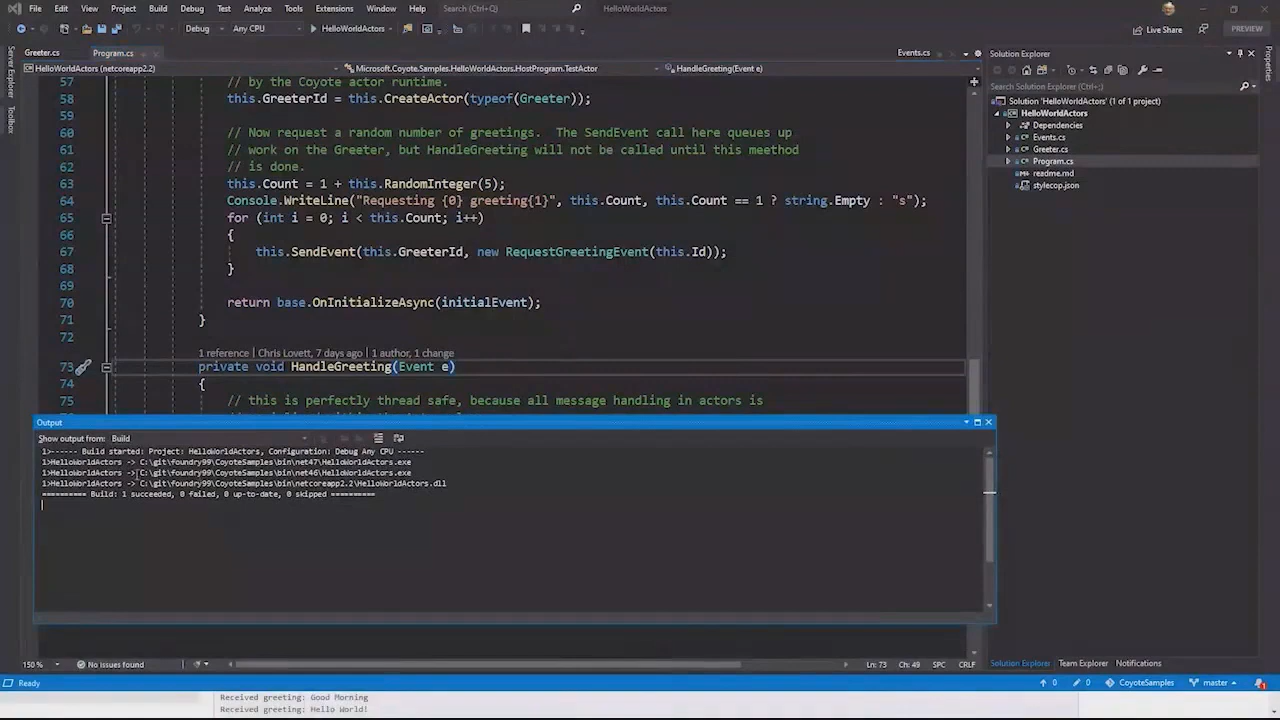 File Edit View Project Build Debug Test Analyze Tools Extensions Window Help Search (Ctrl+Q) HelloWorldActors
Debug Any CPU HelloWorldActors Live Share PREVIEW
Greeter.cs Program.cs Events.cs Solution Explorer
HelloWorldActors (netcoreapp2.2) Microsoft.Coyote.Samples.HelloWorldActors.HostProgram.TestActor HandleGreeting(Event e)
Server Explorer
Toolbox
Properties
57 // by the Coyote actor runtime.
58 this.GreeterId = this.CreateActor(typeof(Greeter));
59
60 // Now request a random number of greetings.  The SendEvent call here queues up
61 // work on the Greeter, but HandleGreeting will not be called until this meethod
62 // is done.
63 this.Count = 1 + this.RandomInteger(5);
64 Console.WriteLine("Requesting {0} greeting{1}", this.Count, this.Count == 1 ? string.Empty : "s");
65 for (int i = 0; i < this.Count; i++)
66 {
67 this.SendEvent(this.GreeterId, new RequestGreetingEvent(this.Id));
68 }
69
70 return base.OnInitializeAsync(initialEvent);
71 }
72
1 reference | Chris Lovett, 7 days ago | 1 author, 1 change
73 private void HandleGreeting(Event e)
74 {
75 // this is perfectly thread safe, because all message handling in actors is
Search Solution Explorer (Ctrl+;)
Solution 'HelloWorldActors' (1 of 1 project)
HelloWorldActors
Dependencies
C# Events.cs
C# Greeter.cs
C# Program.cs
readme.md
stylecop.json
Output
Show output from: Build
1>------ Build started: Project: HelloWorldActors, Configuration: Debug Any CPU ------
1>HelloWorldActors -> C:\git\foundry99\CoyoteSamples\bin\net47\HelloWorldActors.exe
1>HelloWorldActors -> C:\git\foundry99\CoyoteSamples\bin\net46\HelloWorldActors.exe
1>HelloWorldActors -> C:\git\foundry99\CoyoteSamples\bin\netcoreapp2.2\HelloWorldActors.dll
========== Build: 1 succeeded, 0 failed, 0 up-to-date, 0 skipped ==========
150 % No issues found Ln: 73 Ch: 49 SPC CRLF
Solution Explorer Team Explorer Notifications
Ready 0 0 CoyoteSamples master 1
Received greeting: Good Morning
Received greeting: Hello World!